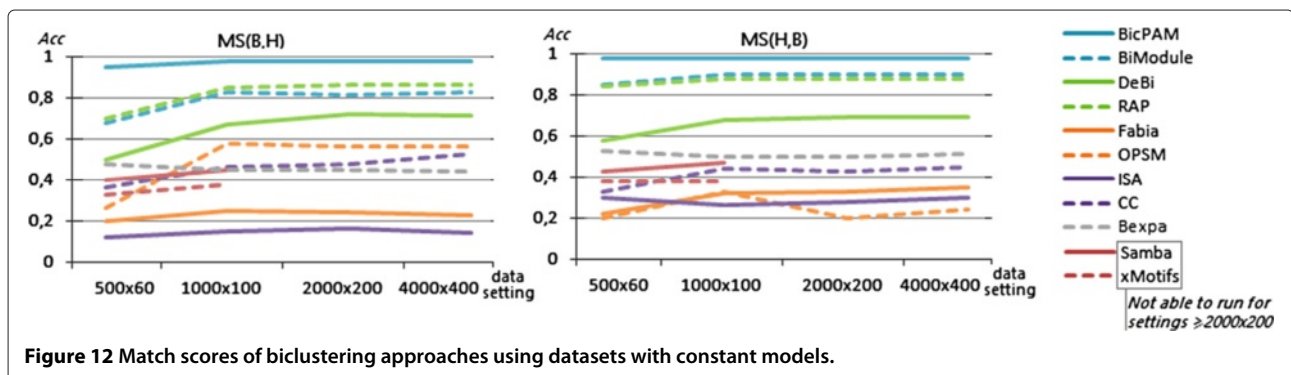 Acc
MS(B,H)
1
0,8
0,6
0,4
0,2
0
500x60 1000x100 2000x200 4000x400
data
setting
MS(H,B)
1
0,8
0,6
0,4
0,2
0
500x60 1000x100 2000x200 4000x400
data
setting
BicPAM
BiModule
DeBi
RAP
Fabia
OPSM
ISA
CC
Bexpa
Samba
xMotifs
Not able to run for
settings ⩾2000x200
Figure 12 Match scores of biclustering approaches using datasets with constant models.